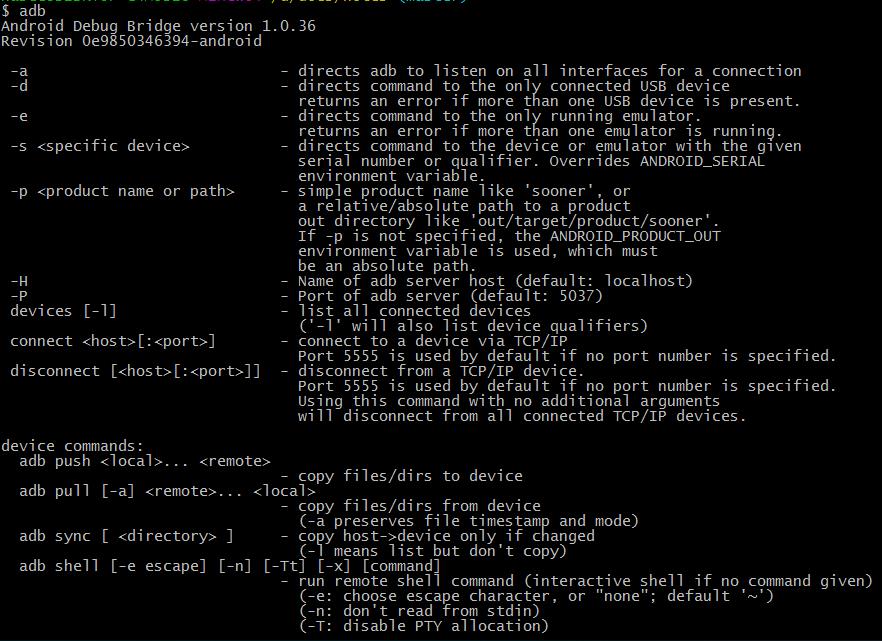 $ adb
Android Debug Bridge version 1.0.36
Revision 0e9850346394-android
-a - directs adb to listen on all interfaces for a connection
-d - directs command to the only connected USB device
returns an error if more than one USB device is present.
-e - directs command to the only running emulator.
returns an error if more than one emulator is running.
-s <specific device> - directs command to the device or emulator with the given
serial number or qualifier. Overrides ANDROID_SERIAL
environment variable.
-p <product name or path> - simple product name like 'sooner', or
a relative/absolute path to a product
out directory like 'out/target/product/sooner'.
If -p is not specified, the ANDROID_PRODUCT_OUT
environment variable is used, which must
be an absolute path.
-H - Name of adb server host (default: localhost)
-P - Port of adb server (default: 5037)
devices [-l] - list all connected devices
('-l' will also list device qualifiers)
connect <host>[:<port>] - connect to a device via TCP/IP
Port 5555 is used by default if no port number is specified.
disconnect [<host>[:<port>]] - disconnect from a TCP/IP device.
Port 5555 is used by default if no port number is specified.
Using this command with no additional arguments
will disconnect from all connected TCP/IP devices.
device commands:
adb push <local>... <remote>
- copy files/dirs to device
adb pull [-a] <remote>... <local>
- copy files/dirs from device
(-a preserves file timestamp and mode)
adb sync [ <directory> ] - copy host->device only if changed
(-l means list but don't copy)
adb shell [-e escape] [-n] [-Tt] [-x] [command]
- run remote shell command (interactive shell if no command given)
(-e: choose escape character, or "none"; default '~')
(-n: don't read from stdin)
(-T: disable PTY allocation)